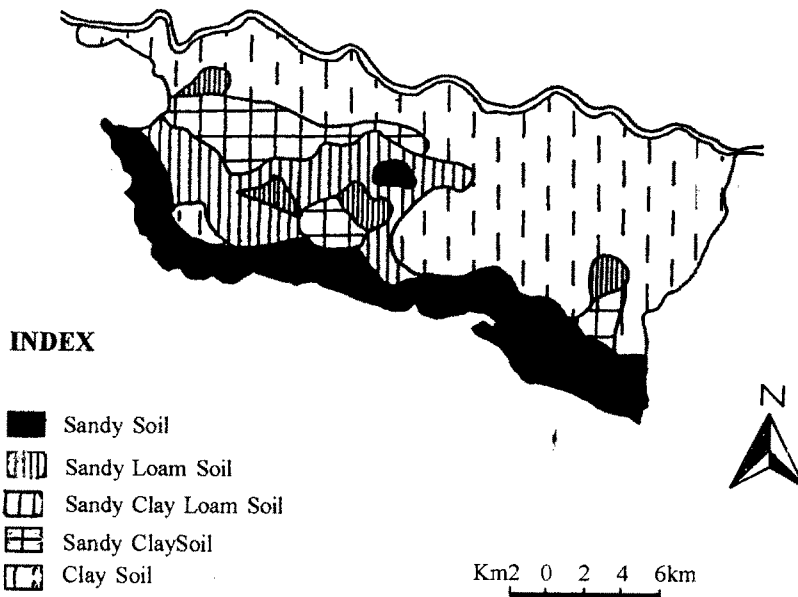 INDEX
Sandy Soil
Sandy Loam Soil
Sandy Clay Loam Soil
Sandy ClaySoil
Clay Soil
N
Km2 0 2 4 6km